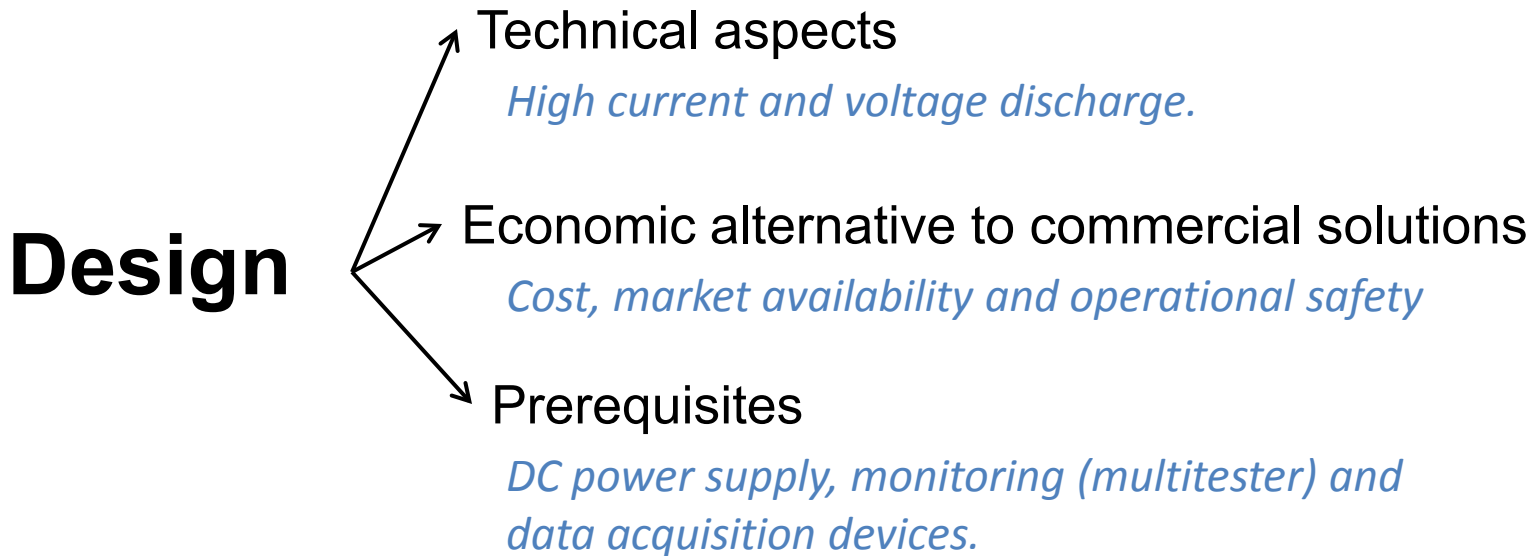 Technical aspects
High current and voltage discharge.
Design
Economic alternative to commercial solutions
Cost, market availability and operational safety
Prerequisites
DC power supply, monitoring (multitester) and
data acquisition devices.